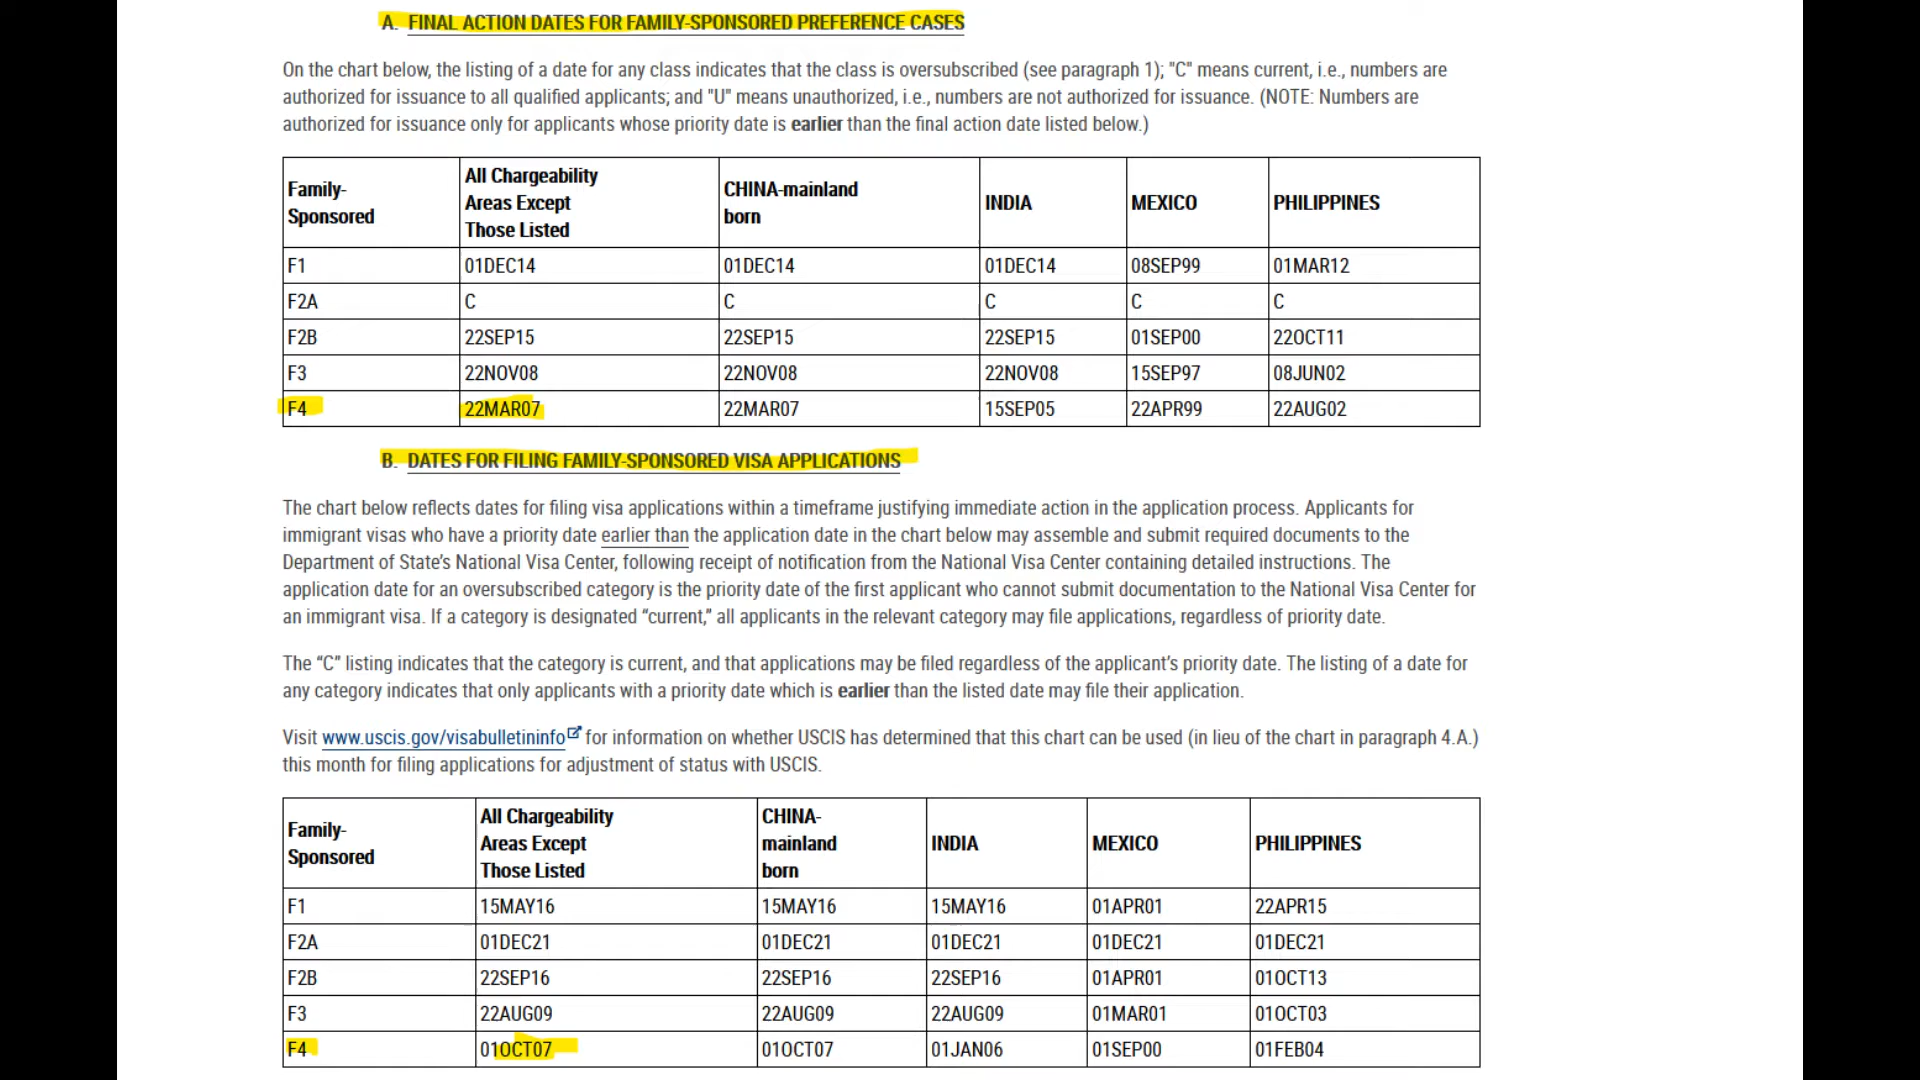 A. FINAL ACTION DATES FOR FAMILY-SPONSORED PREFERENCE CASES
On the chart below, the listing of a date for any class indicates that the class is oversubscribed (see paragraph 1); "C" means current, i.e., numbers are
authorized for issuance to all qualified applicants; and "U" means unauthorized, i.e., numbers are not authorized for issuance. (NOTE: Numbers are
authorized for issuance only for applicants whose priority date is earlier than the final action date listed below.)
Family-
Sponsored
All Chargeability
Areas Except
Those Listed
CHINA-mainland
born
INDIA
MEXICO
PHILIPPINES
F1 01DEC14 01DEC14 01DEC14 08SEP99 01MAR12
F2A C C C C C
F2B 22SEP15 22SEP15 22SEP15 01SEP00 22OCT11
F3 22NOV08 22NOV08 22NOV08 15SEP97 08JUN02
F4 22MAR07 22MAR07 15SEP05 22APR99 22AUG02
B. DATES FOR FILING FAMILY-SPONSORED VISA APPLICATIONS
The chart below reflects dates for filing visa applications within a timeframe justifying immediate action in the application process. Applicants for
immigrant visas who have a priority date earlier than the application date in the chart below may assemble and submit required documents to the
Department of State's National Visa Center, following receipt of notification from the National Visa Center containing detailed instructions. The
application date for an oversubscribed category is the priority date of the first applicant who cannot submit documentation to the National Visa Center for
an immigrant visa. If a category is designated “current,” all applicants in the relevant category may file applications, regardless of priority date.
The “C” listing indicates that the category is current, and that applications may be filed regardless of the applicant’s priority date. The listing of a date for
any category indicates that only applicants with a priority date which is earlier than the listed date may file their application.
Visit www.uscis.gov/visabulletininfo for information on whether USCIS has determined that this chart can be used (in lieu of the chart in paragraph 4.A.)
this month for filing applications for adjustment of status with USCIS.
Family-
Sponsored
All Chargeability
Areas Except
Those Listed
CHINA-
mainland
born
INDIA
MEXICO
PHILIPPINES
F1 15MAY16 15MAY16 15MAY16 01APR01 22APR15
F2A 01DEC21 01DEC21 01DEC21 01DEC21 01DEC21
F2B 22SEP16 22SEP16 22SEP16 01APR01 01OCT13
F3 22AUG09 22AUG09 22AUG09 01MAR01 01OCT03
F4 01OCT07 01OCT07 01JAN06 01SEP00 01FEB04